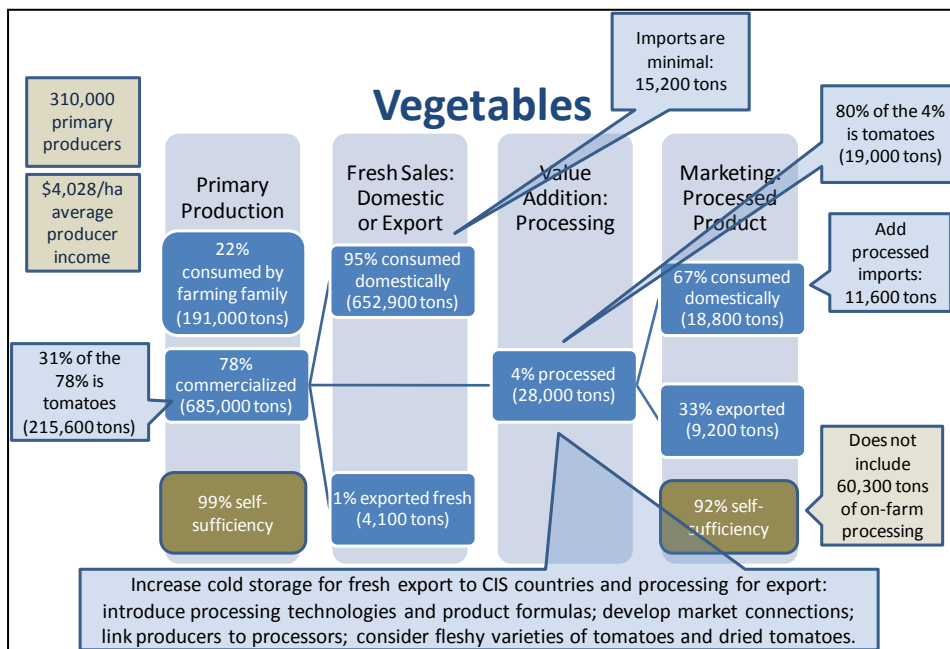 Vegetables
310,000
primary
producers
$4,028/ha
average
producer
income
Imports are
minimal:
15,200 tons
80% of the 4%
is tomatoes
(19,000 tons)
Primary
Production
22%
consumed by
farming family
(191,000 tons)
78%
commercialized
(685,000 tons)
31% of the
78% is
tomatoes
(215,600 tons)
99% self-
sufficiency
Fresh Sales:
Domestic
or Export
95% consumed
domestically
(652,900 tons)
1% exported fresh
(4,100 tons)
Value
Addition:
Processing
4% processed
(28,000 tons)
Marketing:
Processed
Product
67% consumed
domestically
(18,800 tons)
33% exported
(9,200 tons)
92% self-
sufficiency
Add
processed
imports:
11,600 tons
Does not
include
60,300 tons
of on-farm
processing
Increase cold storage for fresh export to CIS countries and processing for export:
introduce processing technologies and product formulas; develop market connections;
link producers to processors; consider fleshy varieties of tomatoes and dried tomatoes.